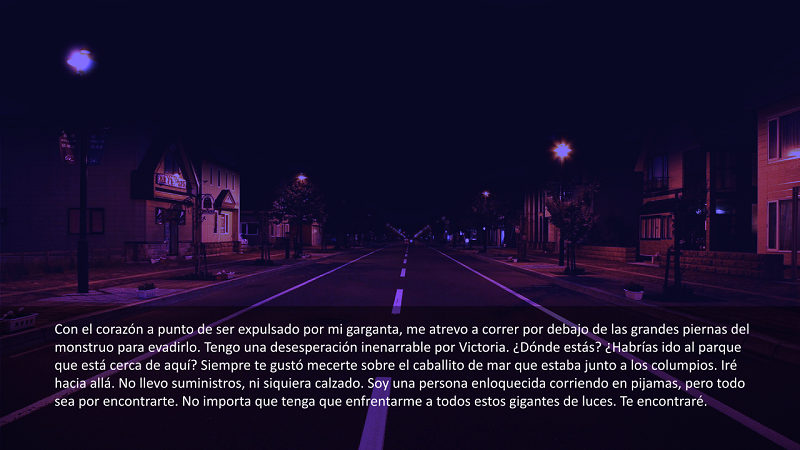 Con el corazón a punto de ser expulsado por mi garganta, me atrevo a correr por debajo de las grandes piernas del
monstruo para evadirlo. Tengo una desesperación inenarrable por Victoria. ¿Dónde estás? ¿Habrías ido al parque
que está cerca de aquí? Siempre te gustó mecerte sobre el caballito de mar que estaba junto a los columpios. Iré
hacia allá. No llevo suministros, ni siquiera calzado. Soy una persona enloquecida corriendo en pijamas, pero todo
sea por encontrarte. No importa que tenga que enfrentarme a todos estos gigantes de luces. Te encontraré.